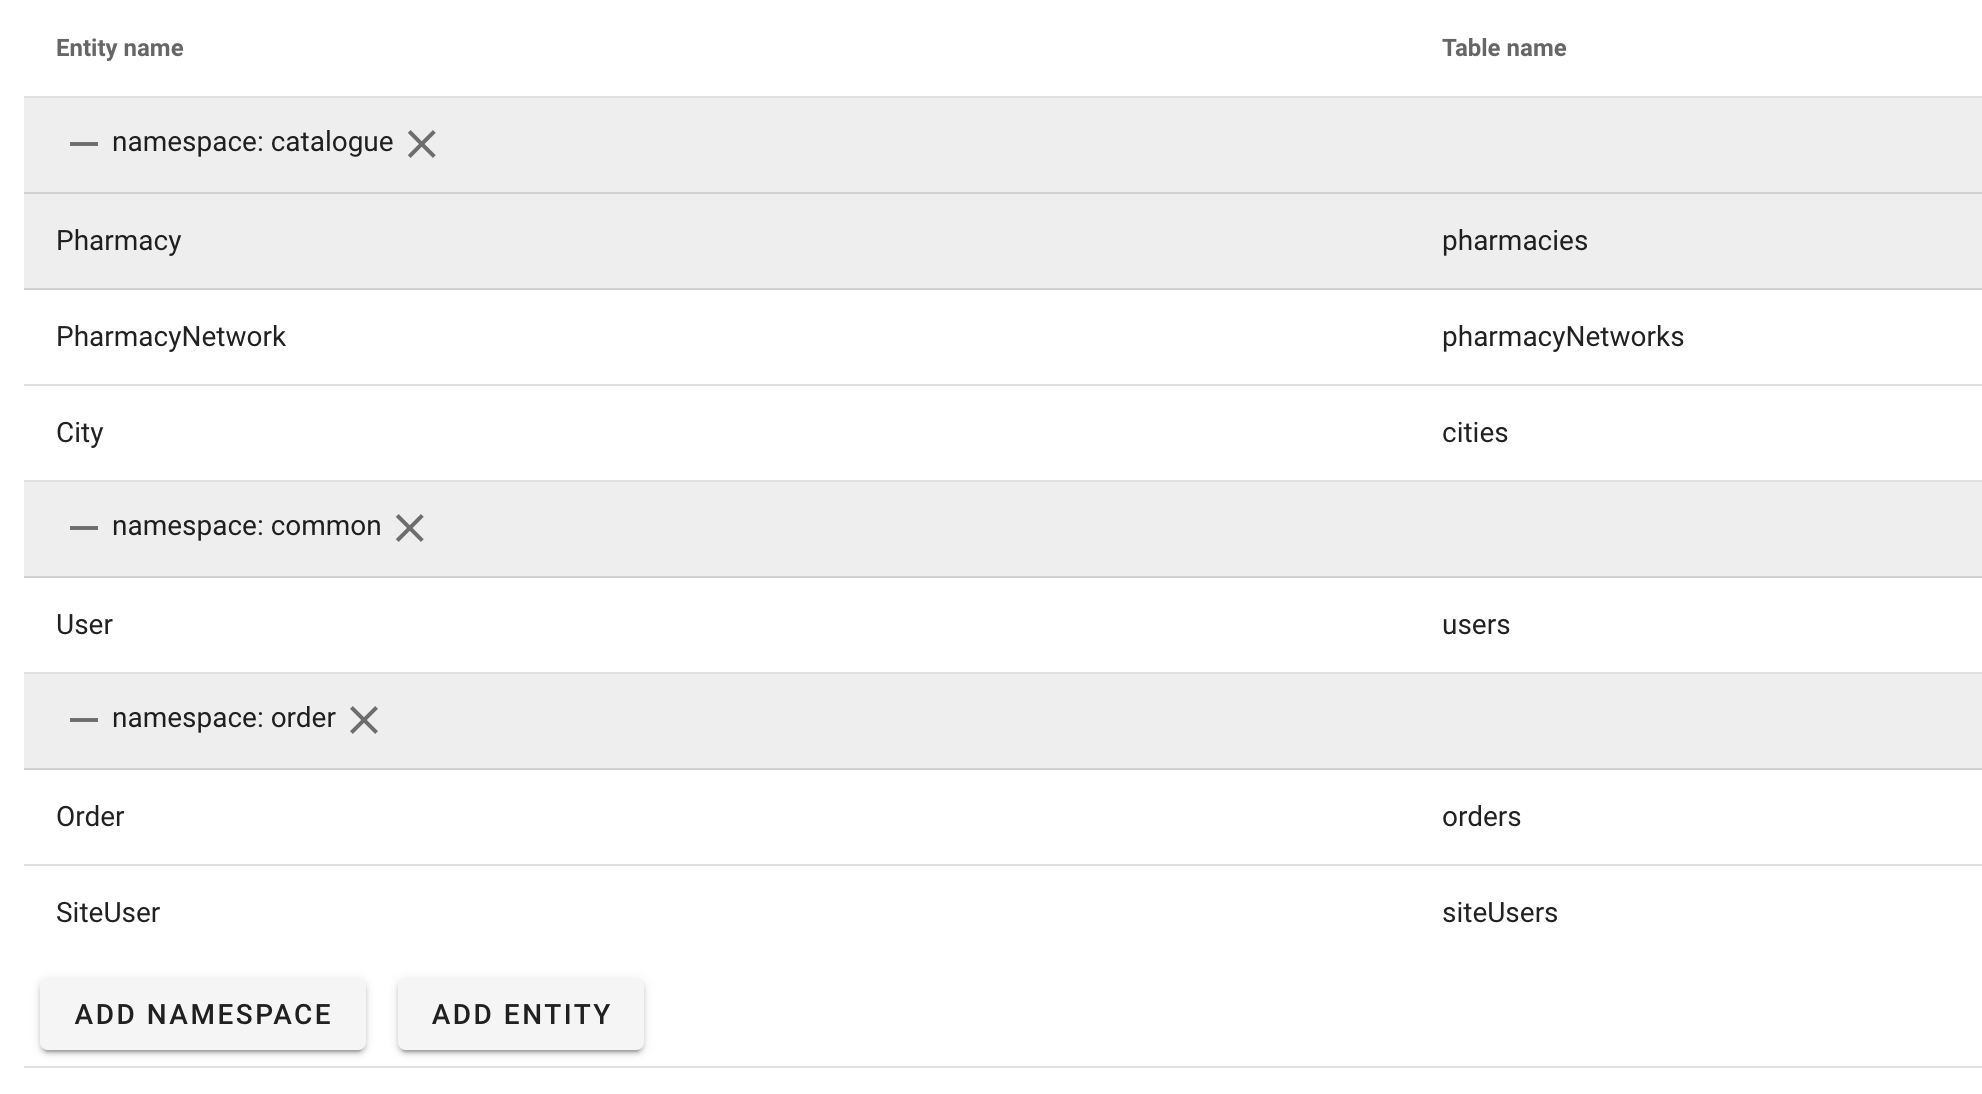 Entity name Table name
namespace: catalogue
Pharmacy pharmacies
PharmacyNetwork pharmacyNetworks
City cities
namespace: common
User users
namespace: order
Order orders
SiteUser siteUsers
ADD NAMESPACE ADD ENTITY